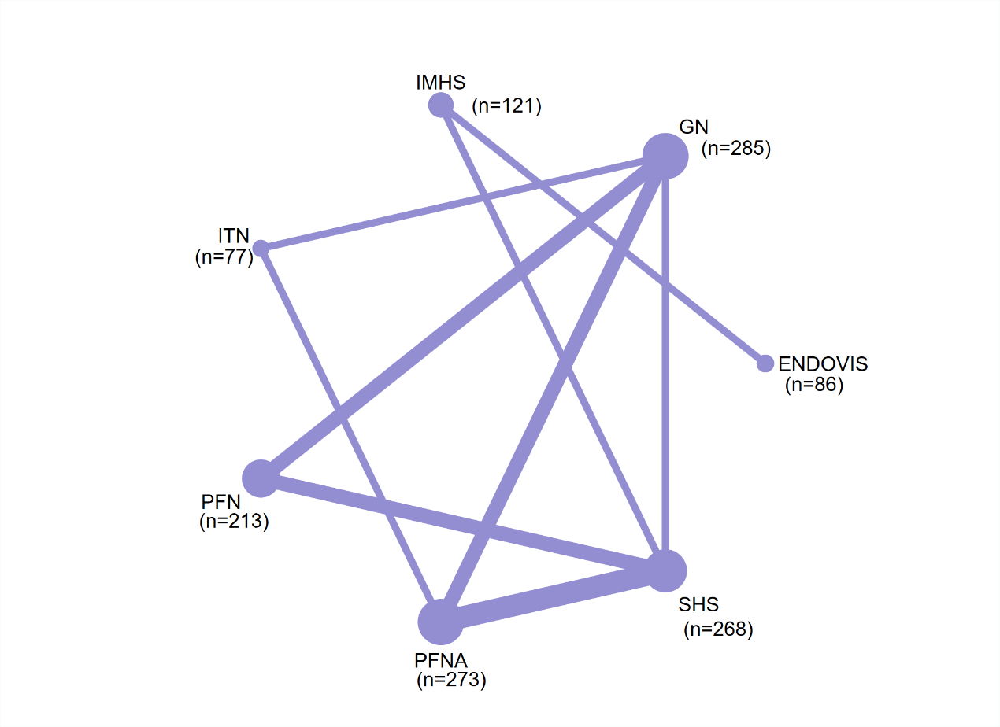 IMHS
(n=121)
GN
(n=285)
ITN
(n=77)
ENDOVIS
(n=86)
PFN
(n=213)
SHS
(n=268)
PFNA
(n=273)